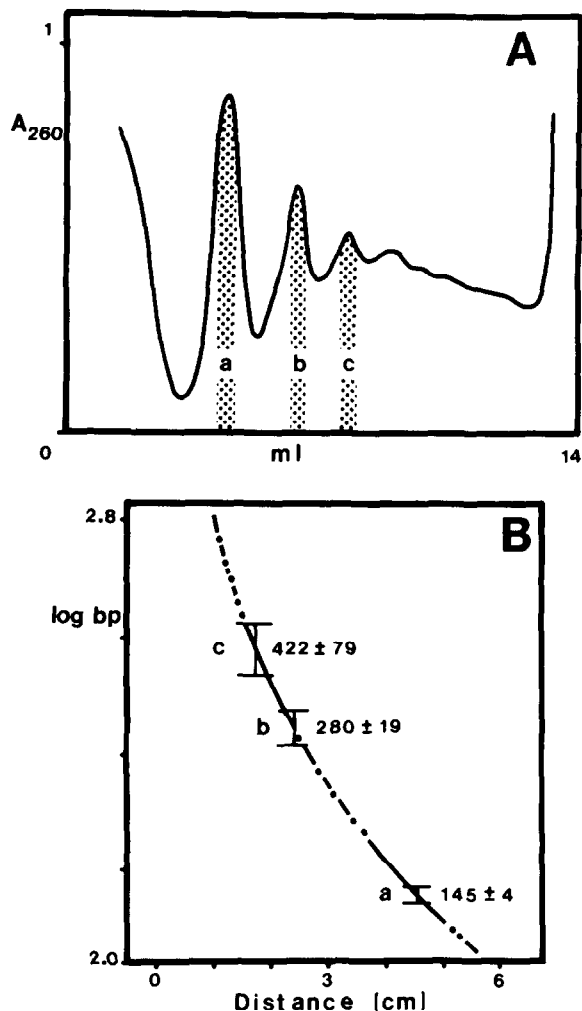 A
1
A260
a b c
0 ml 14
B
2.8
log bp
c 422 ± 79
b 280 ± 19
a 145 ± 4
2.0
0 3 6
Distance [cm]